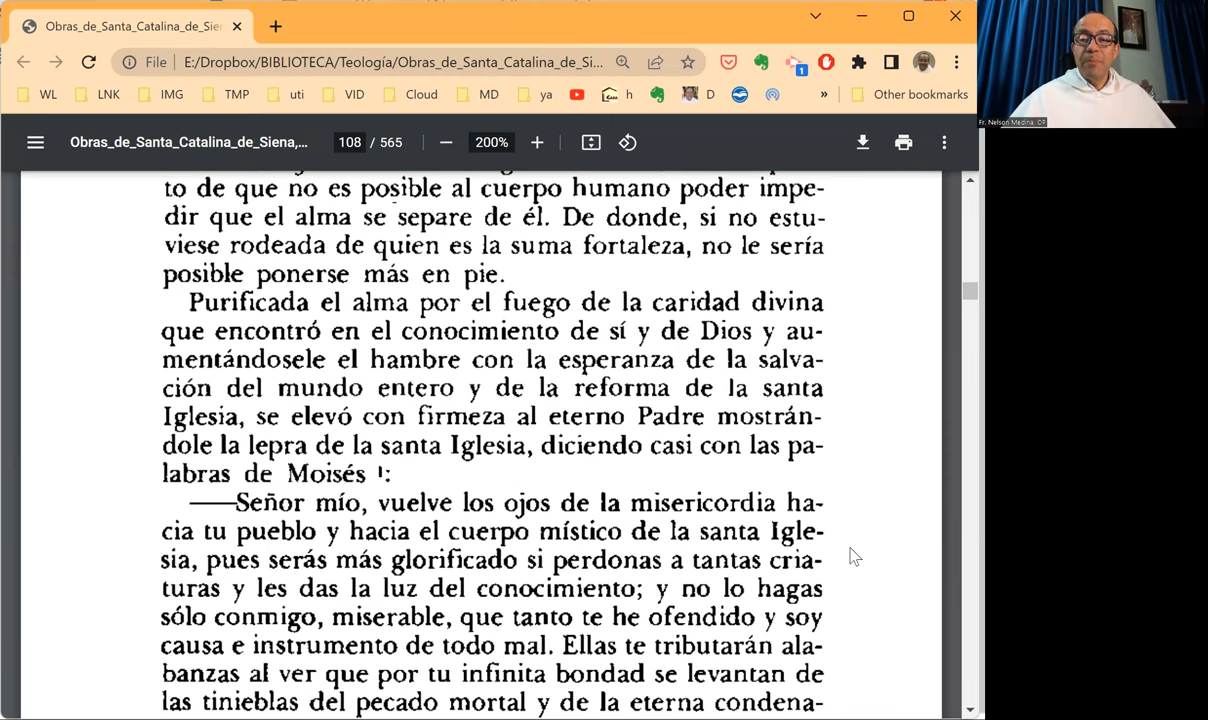 Obras_de_Santa_Catalina_de_Sie
File
E:/Dropbox/BIBLIOTECA/Teología/Obras_de_Santa_Catalina_de_Si...
1
WL
LNK
IMG
TMP
uti
VID
Cloud
MD
ya
h
D
»
Other bookmarks
Obras_de_Santa_Catalina_de_Siena,...
108 / 565
200%
Fr. Nelson Medina, OP
to de que no es posible al cuerpo humano poder impe-
dir que el alma se separe de él. De donde, si no estu-
viese rodeada de quien es la suma fortaleza, no le sería
posible ponerse más en pie.
Purificada el alma por el fuego de la caridad divina
que encontró en el conocimiento de sí y de Dios y au-
mentándosele el hambre con la esperanza de la salva-
ción del mundo entero y de la reforma de la santa
Iglesia, se elevó con firmeza al eterno Padre mostrán-
dole la lepra de la santa Iglesia, diciendo casi con las pa-
labras de Moisés ¹:
—Señor mío, vuelve los ojos de la misericordia ha-
cia tu pueblo y hacia el cuerpo místico de la santa Igle-
sia, pues serás más glorificado si perdonas a tantas cria-
turas y les das la luz del conocimiento; y no lo hagas
sólo conmigo, miserable, que tanto te he ofendido y soy
causa e instrumento de todo mal. Ellas te tributarán ala-
banzas al ver que por tu infinita bondad se levantan de
las tinieblas del pecado mortal y de la eterna condena-